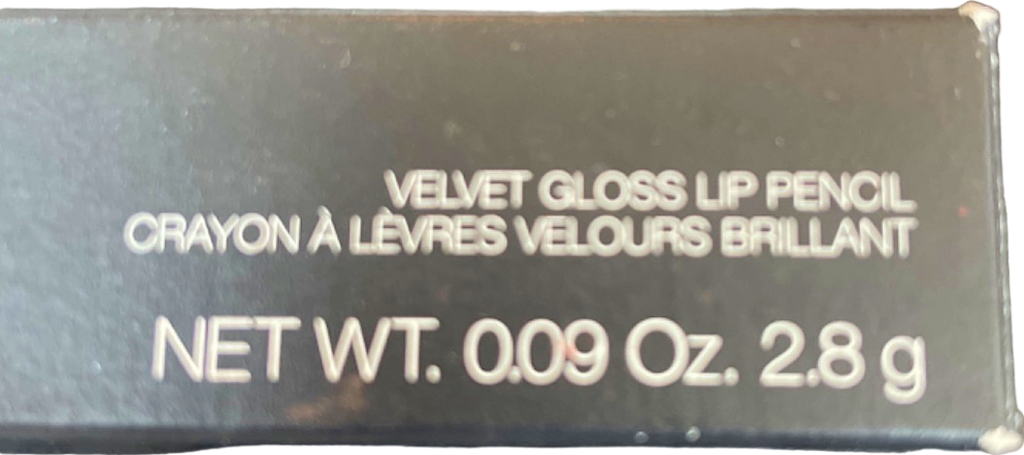 VELVET GLOSS LIP PENCIL
CRAYON À LÈVRES VELOURS BRILLANT
NET WT. 0.09 Oz. 2.8 g